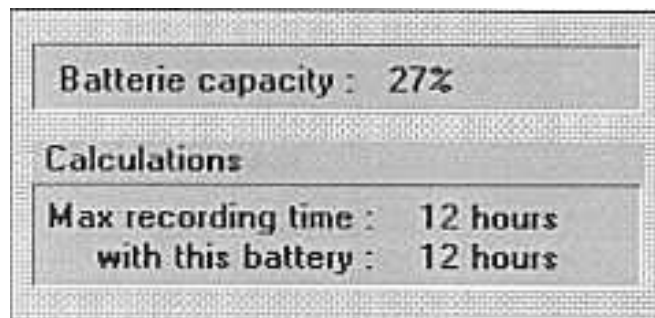 Batterie capacity : 27%
Calculations
Max recording time : 12 hours
with this battery : 12 hours